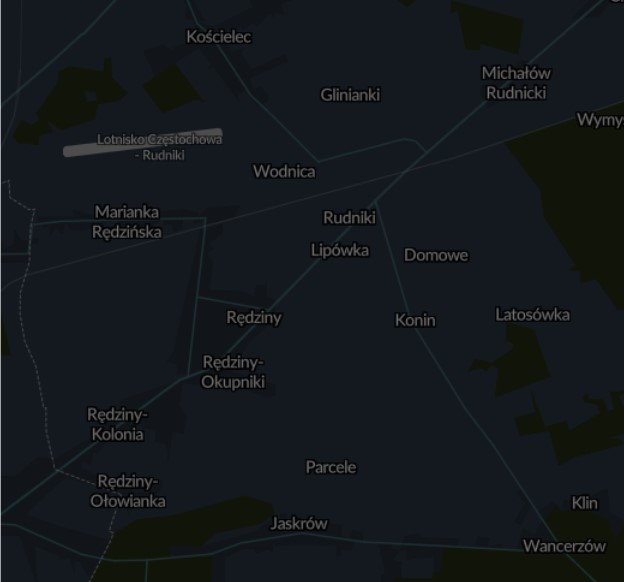 Kościelec
Glinianki
Michałów
Rudnicki
Wymy
Lotnisko Częstochowa
- Rudniki
Wodnica
Marianka
Rędzińska
Rudniki
Lipówka
Domowe
Rędziny
Konin
Latosówka
Rędziny-
Okupniki
Rędziny-
Kolonia
Parcele
Rędziny-
Ołowianka
Klin
Jaskrów
Wancerzów